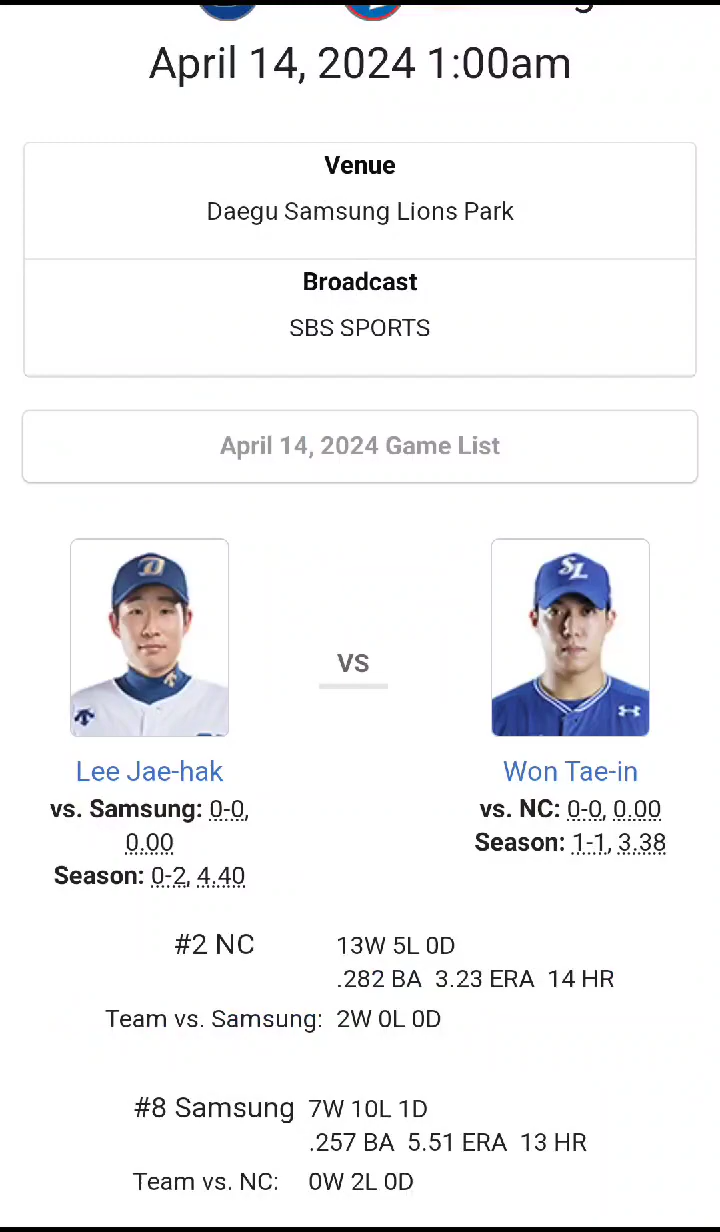 April 14, 2024 1:00am
Venue
Daegu Samsung Lions Park
Broadcast
SBS SPORTS
April 14, 2024 Game List
D
SL
VS
Lee Jae-hak
Won Tae-in
vs. Samsung: 0-0,
0.00
Season: 0-2, 4.40
vs. NC: 0-0, 0.00
Season: 1-1, 3.38
#2 NC
13W 5L 0D
.282 BA 3.23 ERA 14 HR
Team vs. Samsung: 2W 0L 0D
#8 Samsung
7W 10L 1D
.257 BA 5.51 ERA 13 HR
Team vs. NC: 0W 2L 0D